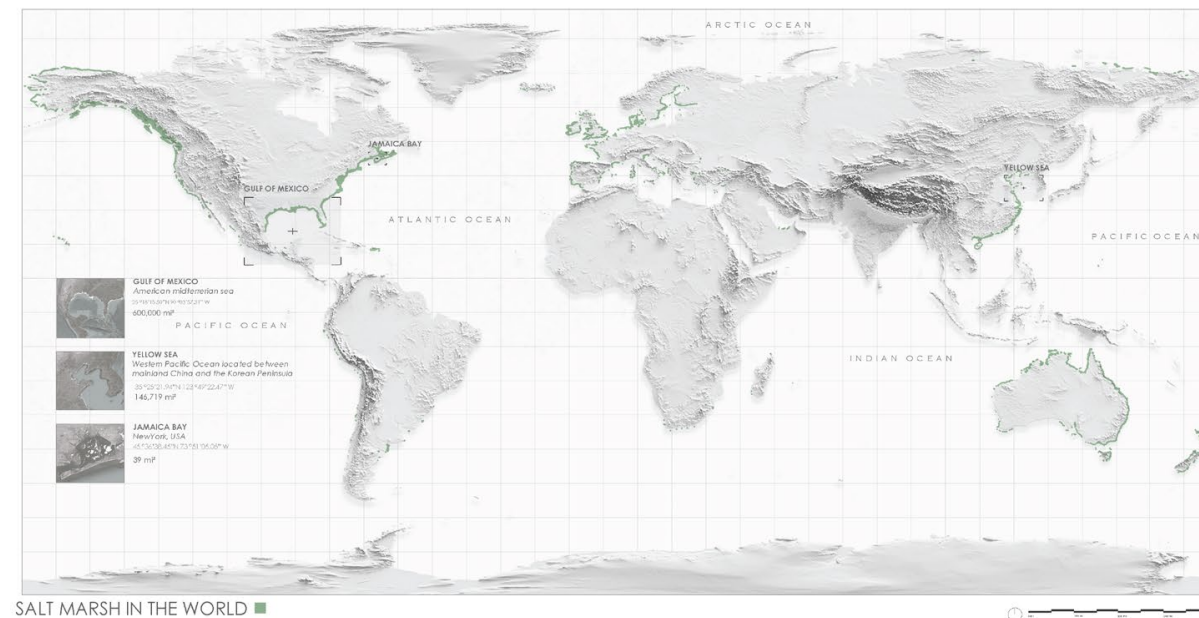 ARCTIC OCEAN
JAMAICA BAY
YELLOW SEA
GULF OF MEXICO
ATLANTIC OCEAN
PACIFIC OCEAN
GULF OF MEXICO
American miditerrerian sea
600,000 mi²
PACIFIC OCEAN
INDIAN OCEAN
YELLOW SEA
Western Pacific Ocean located between
mainland China and the Korean Peninsula
146,719 mi²
JAMAICA BAY
NewYork, USA
39 mi²
SALT MARSH IN THE WORLD